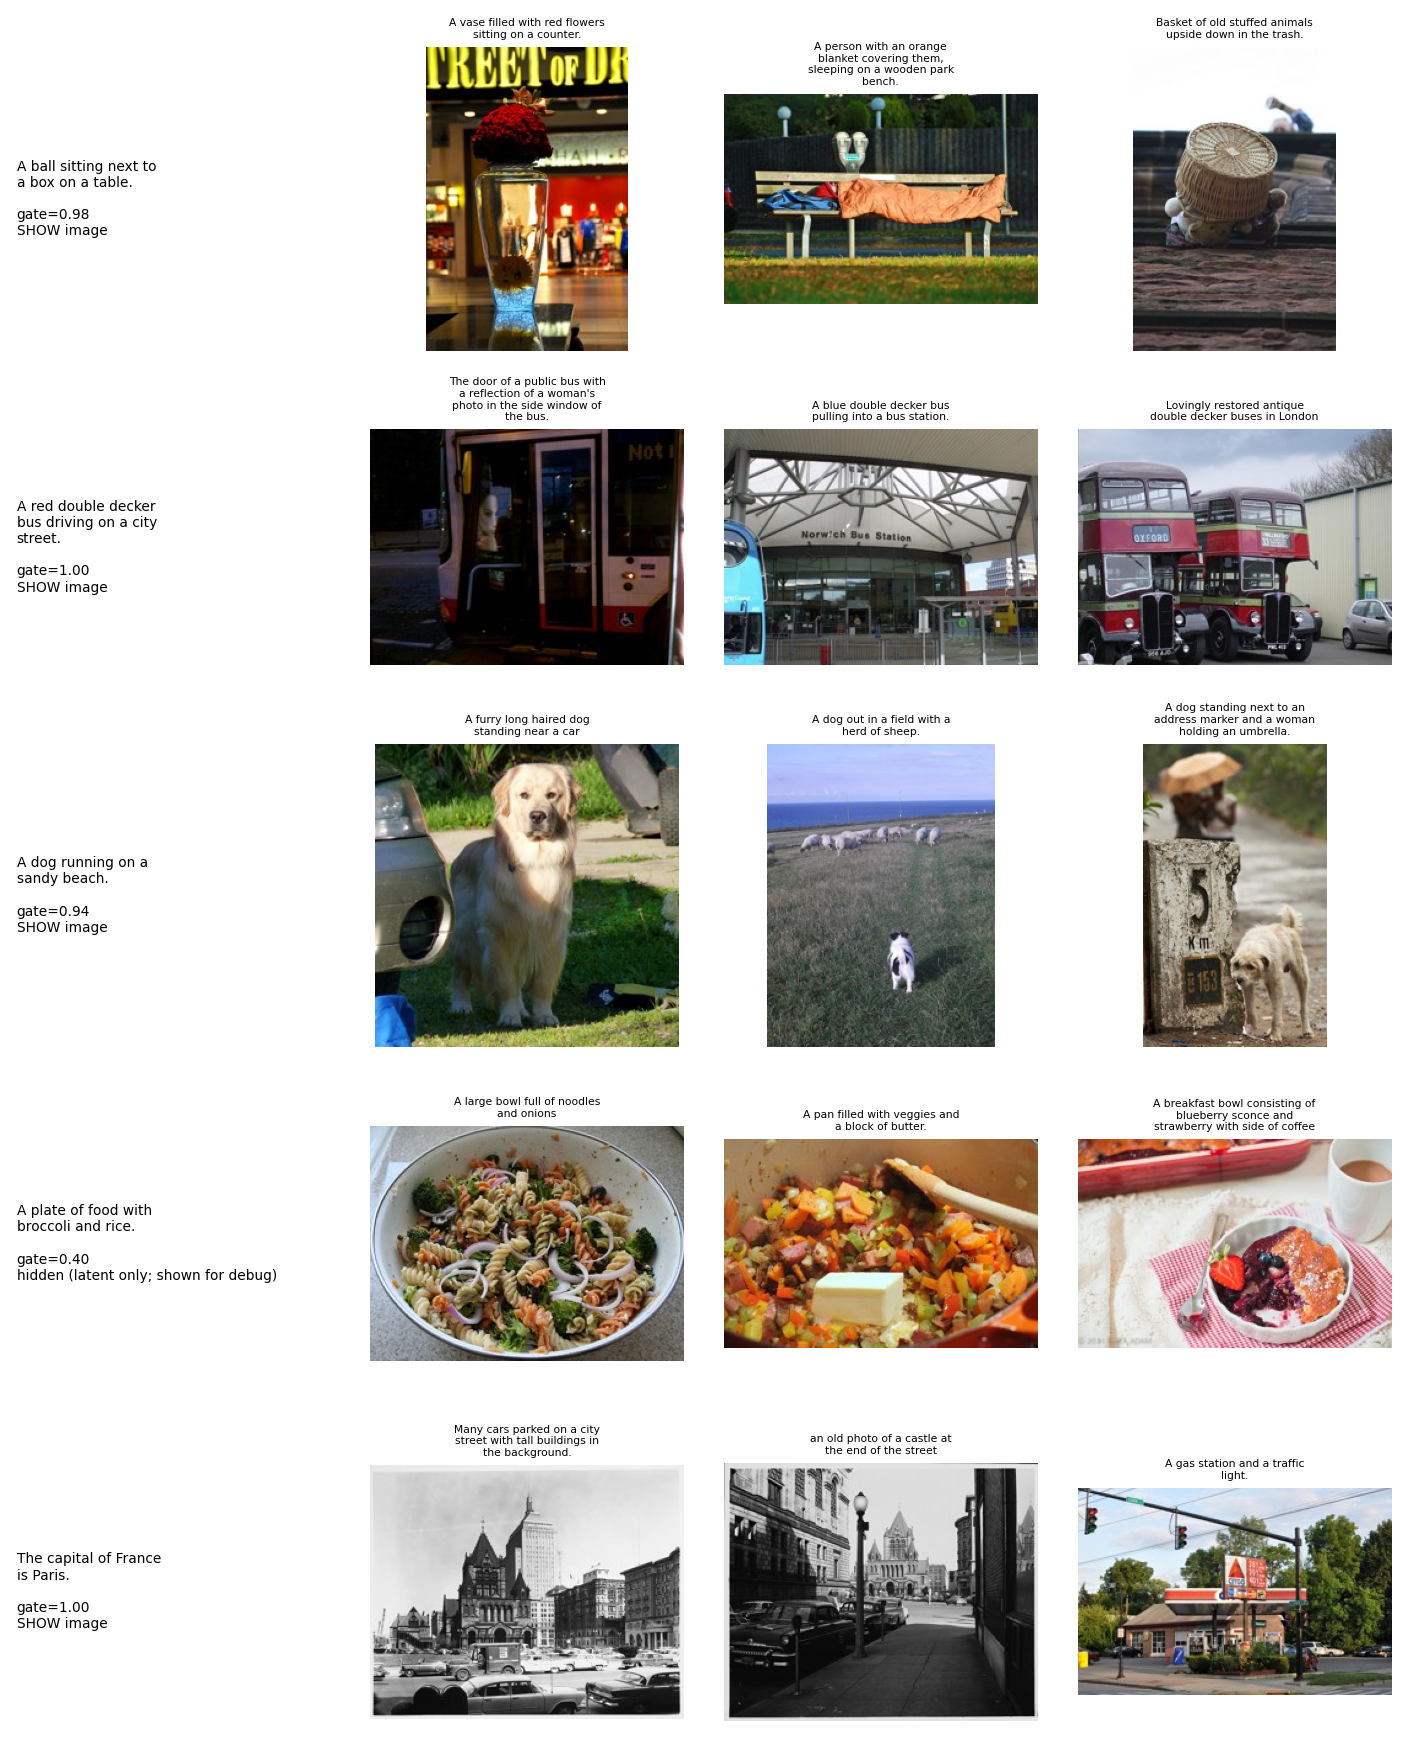 A ball sitting next to
a box on a table.
gate=0.98
SHOW image
A vase filled with red flowers
sitting on a counter.
TREET OF DR
A person with an orange
blanket covering them,
sleeping on a wooden park
bench.
Basket of old stuffed animals
upside down in the trash.
A red double decker
bus driving on a city
street.
gate=1.00
SHOW image
The door of a public bus with
a reflection of a woman's
photo in the side window of
the bus.
Not i
A blue double decker bus
pulling into a bus station.
Norwich Bus Station
Lovingly restored antique
double decker buses in London
OXFORD
33
A dog running on a
sandy beach.
gate=0.94
SHOW image
A furry long haired dog
standing near a car
A dog out in a field with a
herd of sheep.
A dog standing next to an
address marker and a woman
holding an umbrella.
5
Km
153
A plate of food with
broccoli and rice.
gate=0.40
hidden (latent only; shown for debug)
A large bowl full of noodles
and onions
A pan filled with veggies and
a block of butter.
A breakfast bowl consisting of
blueberry sconce and
strawberry with side of coffee
The capital of France
is Paris.
gate=1.00
SHOW image
Many cars parked on a city
street with tall buildings in
the background.
an old photo of a castle at
the end of the street
A gas station and a traffic
light.
CITGO